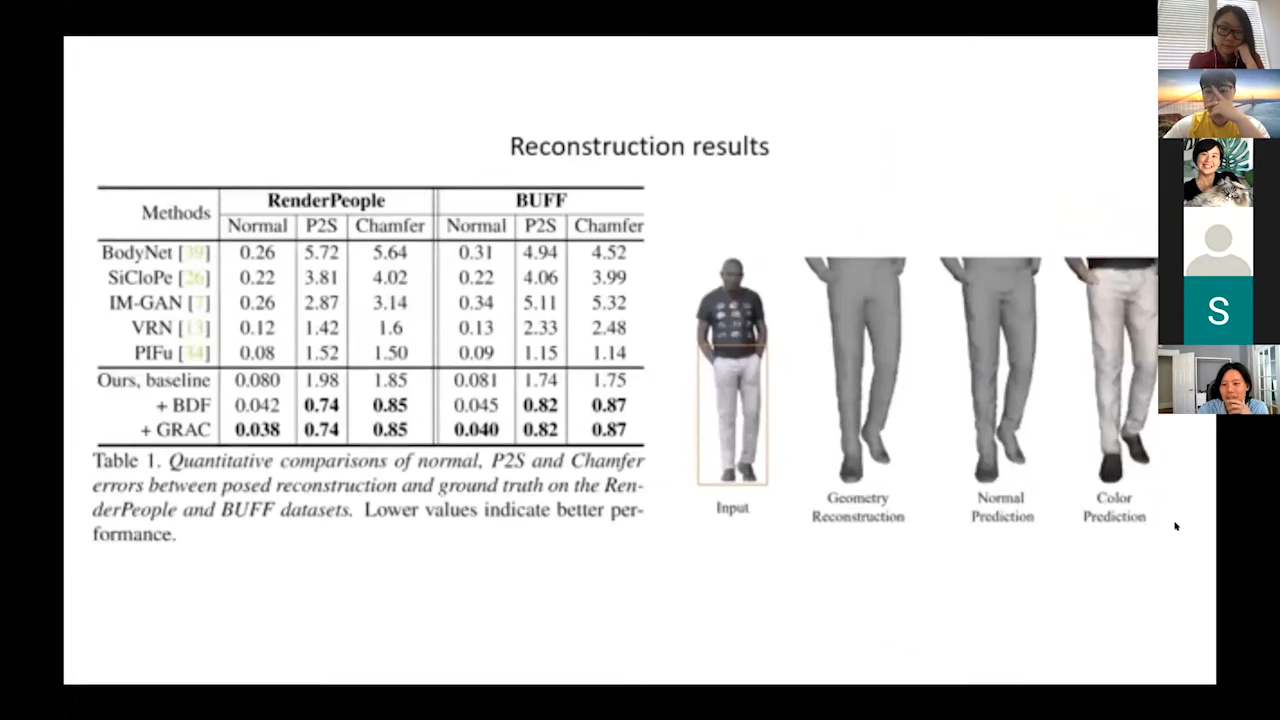 Reconstruction results
RenderPeople BUFF
Methods
Normal P2S Chamfer Normal P2S Chamfer
BodyNet [39] 0.26 5.72 5.64 0.31 4.94 4.52
SiCloPe [26] 0.22 3.81 4.02 0.22 4.06 3.99
IM-GAN [7] 0.26 2.87 3.14 0.34 5.11 5.32
VRN [13] 0.12 1.42 1.6 0.13 2.33 2.48
PIFu [34] 0.08 1.52 1.50 0.09 1.15 1.14
Ours, baseline 0.080 1.98 1.85 0.081 1.74 1.75
+ BDF 0.042 0.74 0.85 0.045 0.82 0.87
+ GRAC 0.038 0.74 0.85 0.040 0.82 0.87
Table 1. Quantitative comparisons of normal, P2S and Chamfer
errors between posed reconstruction and ground truth on the Ren-
derPeople and BUFF datasets. Lower values indicate better per-
formance.
Input
Geometry
Reconstruction
Normal
Prediction
Color
Prediction
S